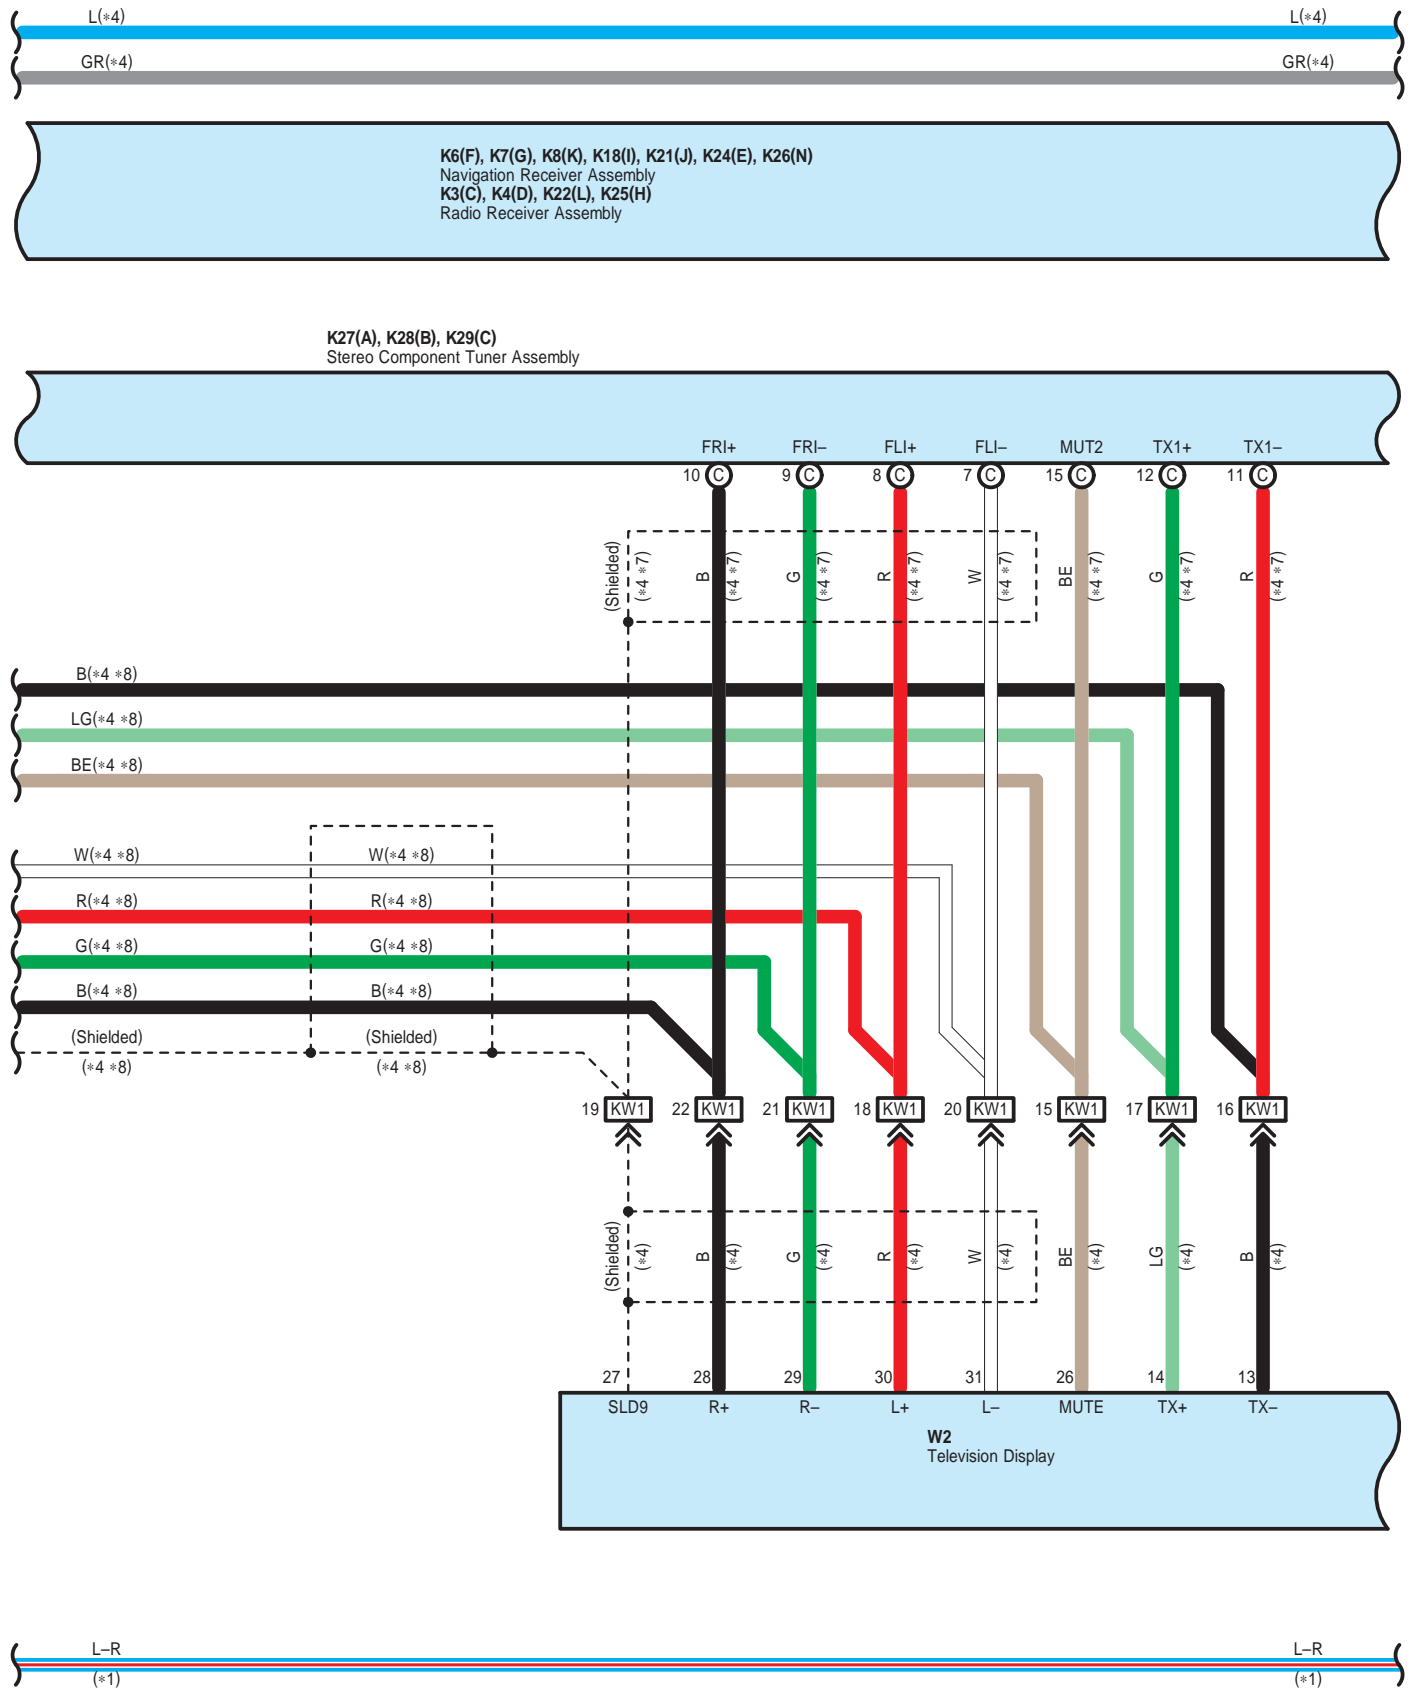 L(*4) L(*4)
GR(*4) GR(*4)
K6(F), K7(G), K8(K), K18(I), K21(J), K24(E), K26(N)
Navigation Receiver Assembly
K3(C), K4(D), K22(L), K25(H)
Radio Receiver Assembly
K27(A), K28(B), K29(C)
Stereo Component Tuner Assembly
FRI+ FRI– FLI+ FLI– MUT2 TX1+ TX1–
10 C 9 C 8 C 7 C 15 C 12 C 11 C
(Shielded) (*4 *7) B (*4 *7) G (*4 *7) R (*4 *7) W (*4 *7) BE (*4 *7) G (*4 *7) R (*4 *7)
B(*4 *8)
LG(*4 *8)
BE(*4 *8)
W(*4 *8) W(*4 *8)
R(*4 *8) R(*4 *8)
G(*4 *8) G(*4 *8)
B(*4 *8) B(*4 *8)
(Shielded) (Shielded)
(*4 *8) (*4 *8)
19 KW1 22 KW1 21 KW1 18 KW1 20 KW1 15 KW1 17 KW1 16 KW1
(Shielded) (*4) B (*4) G (*4) R (*4) W (*4) BE (*4) LG (*4) B (*4)
27 28 29 30 31 26 14 13
SLD9 R+ R– L+ L– MUTE TX+ TX–
W2
Television Display
L–R L–R
(*1) (*1)